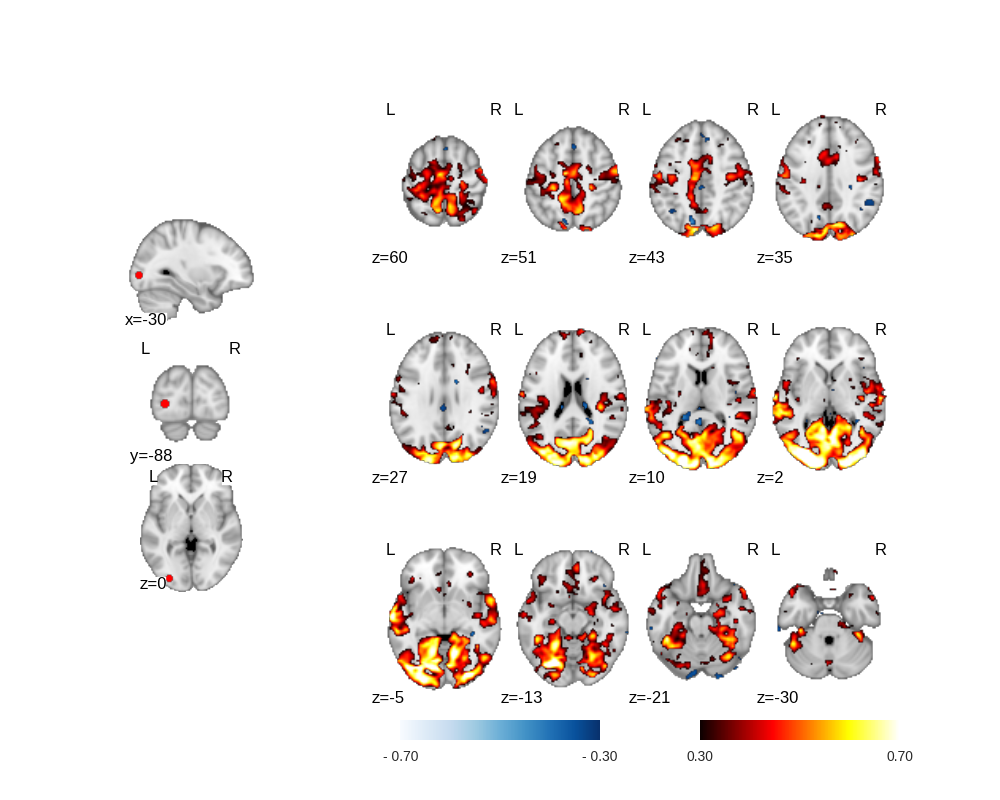 L R L R L R L R
z=60 z=51 z=43 z=35
x=-30
L R
y=-88
L R
z=0
L R L R L R L R
z=27 z=19 z=10 z=2
L R L R L R L R
z=-5 z=-13 z=-21 z=-30
- 0.70 - 0.30 0.30 0.70